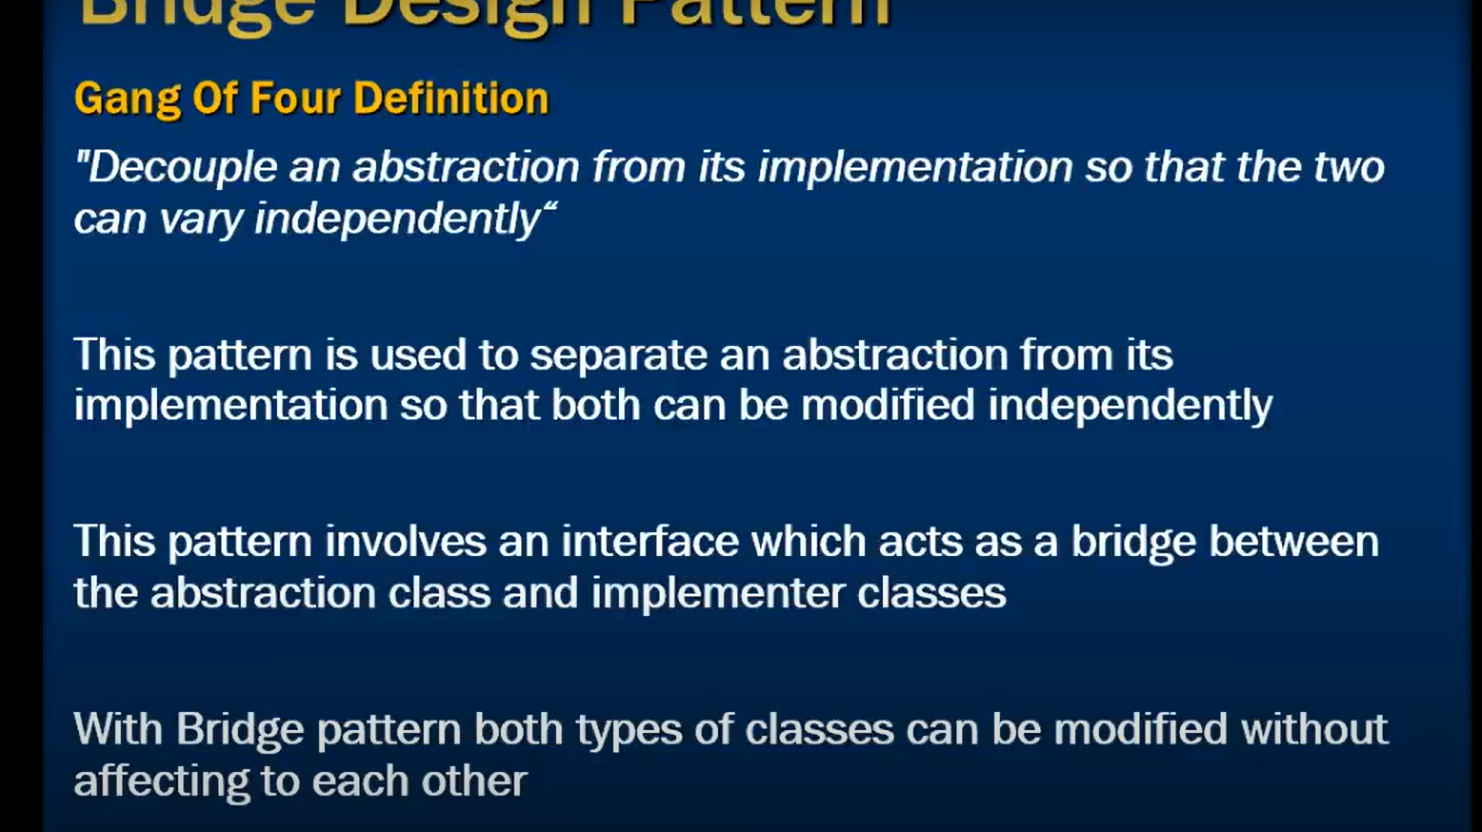 Bridge Design Pattern
Gang Of Four Definition
"Decouple an abstraction from its implementation so that the two
can vary independently“
This pattern is used to separate an abstraction from its
implementation so that both can be modified independently
This pattern involves an interface which acts as a bridge between
the abstraction class and implementer classes
With Bridge pattern both types of classes can be modified without
affecting to each other